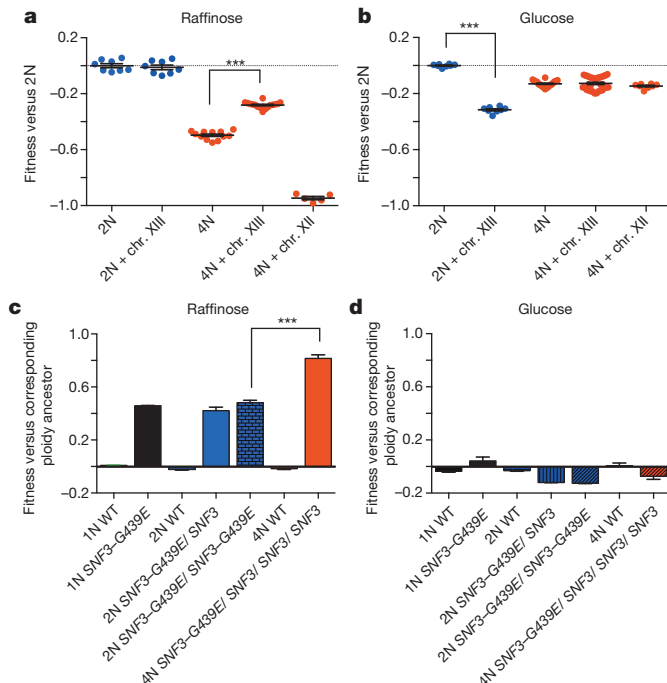 a
Raffinose
Fitness versus 2N
0.2
−0.2
−0.6
−1.0
***
2N
2N + chr. XIII
4N
4N + chr. XIII
4N + chr. XII
b
Glucose
Fitness versus 2N
0.2
−0.2
−0.6
−1.0
***
2N
2N + chr. XIII
4N
4N + chr. XIII
4N + chr. XII
c
Raffinose
Fitness versus corresponding
ploidy ancestor
1.0
0.6
0.2
−0.2
***
1N WT
1N SNF3–G439E
2N WT
2N SNF3–G439E/ SNF3
2N SNF3–G439E/ SNF3–G439E
4N WT
4N SNF3–G439E/ SNF3/ SNF3/ SNF3
d
Glucose
Fitness versus corresponding
ploidy ancestor
1.0
0.6
0.2
−0.2
1N WT
1N SNF3–G439E
2N WT
2N SNF3–G439E/ SNF3
2N SNF3–G439E/ SNF3–G439E
4N WT
4N SNF3–G439E/ SNF3/ SNF3/ SNF3